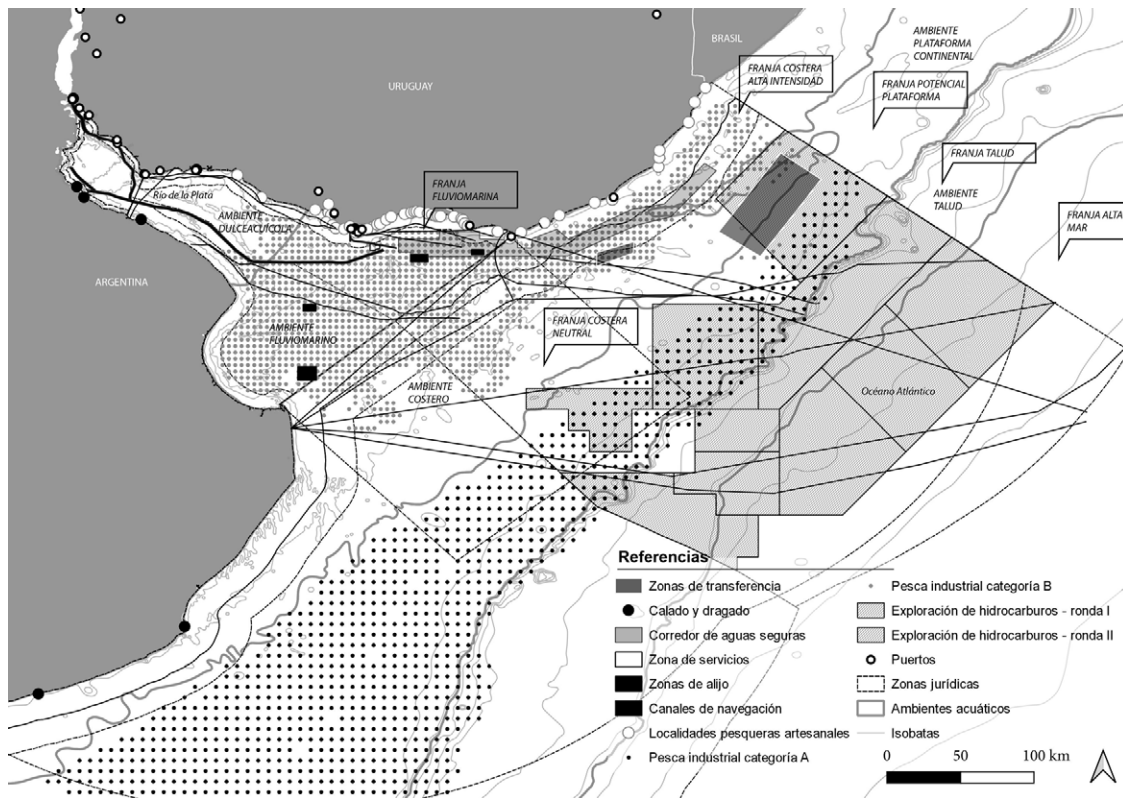 BRASIL
AMBIENTE
PLATAFORMA
CONTINENTAL
URUGUAY
FRANJA COSTERA
ALTA INTENSIDAD
FRANJA POTENCIAL
PLATAFORMA
FRANJA TALUD
AMBIENTE
TALUD
FRANJA ALTA
MAR
Río de la Plata
FRANJA
FLUVIOMARINA
AMBIENTE
DULCEACUICOLA
ARGENTINA
AMBIENTE
FLUVIOMARINO
FRANJA COSTERA
NEUTRAL
AMBIENTE
COSTERO
Océano Atlántico
Referencias
Zonas de transferencia
Calado y dragado
Corredor de aguas seguras
Zona de servicios
Zonas de alijo
Canales de navegación
Localidades pesqueras artesanales
Pesca industrial categoría A
Pesca industrial categoría B
Exploración de hidrocarburos - ronda I
Exploración de hidrocarburos - ronda II
Puertos
Zonas jurídicas
Ambientes acuáticos
Isobatas
0 50 100 km